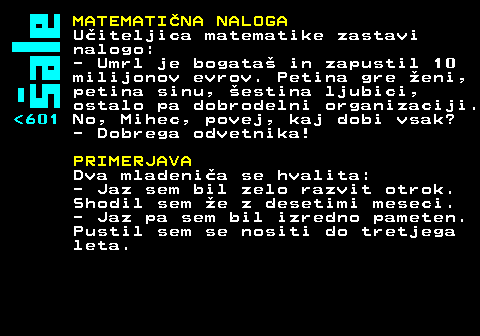 Šale
<601
MATEMATIČNA NALOGA
Učiteljica matematike zastavi
nalogo:
- Umrl je bogataš in zapustil 10
milijonov evrov. Petina gre ženi,
petina sinu, šestina ljubici,
ostalo pa dobrodelni organizaciji.
No, Mihec, povej, kaj dobi vsak?
- Dobrega odvetnika!
PRIMERJAVA
Dva mladeniča se hvalita:
- Jaz sem bil zelo razvit otrok.
Shodil sem že z desetimi meseci.
- Jaz pa sem bil izredno pameten.
Pustil sem se nositi do tretjega
leta.